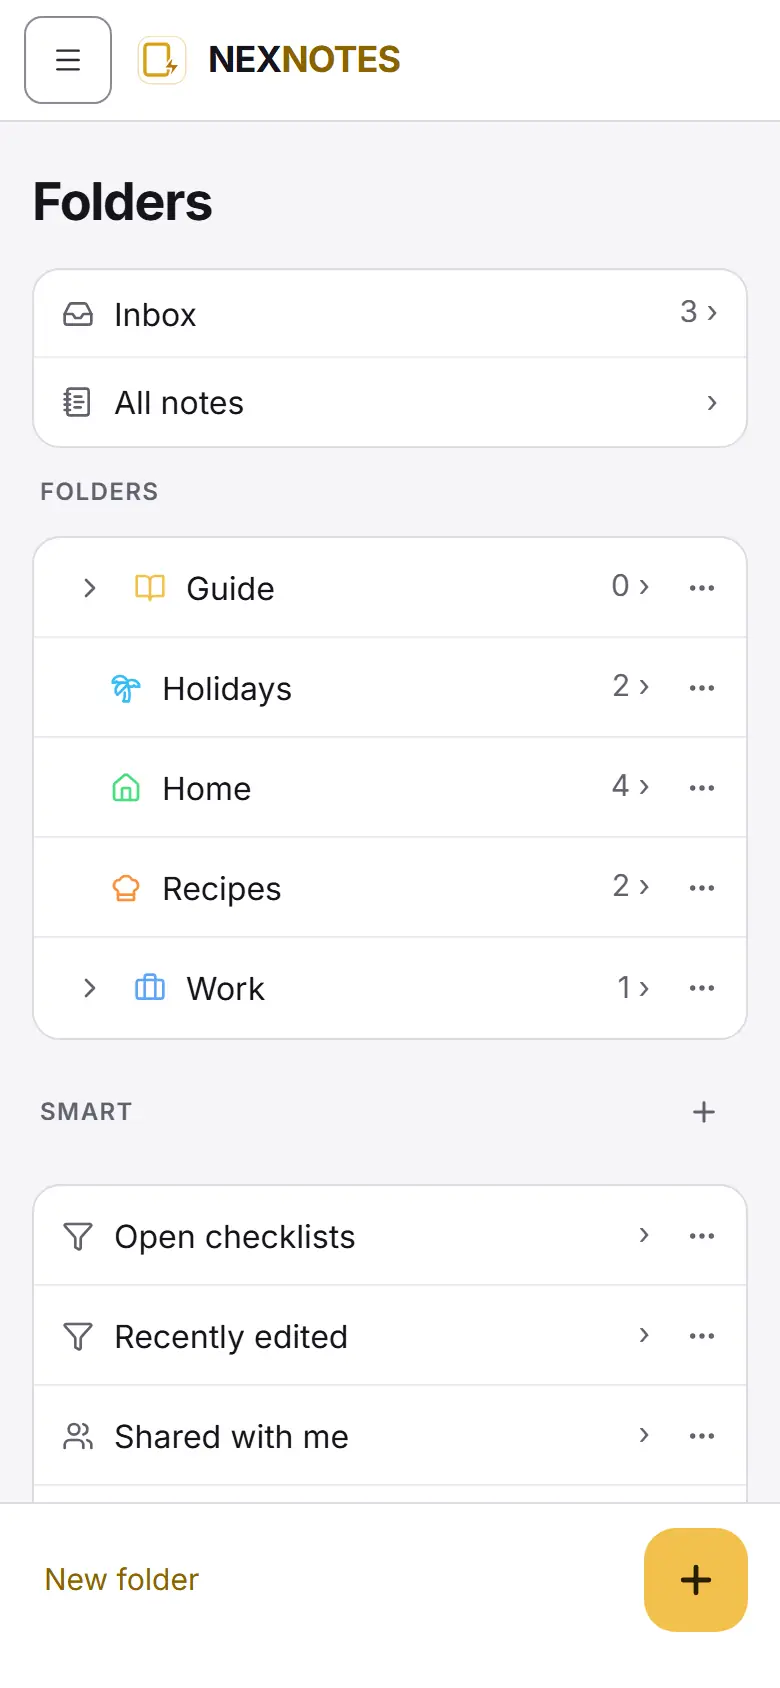 NEXNOTES
Folders
Inbox 3
All notes
FOLDERS
Guide 0
Holidays 2
Home 4
Recipes 2
Work 1
SMART
Open checklists
Recently edited
Shared with me
New folder